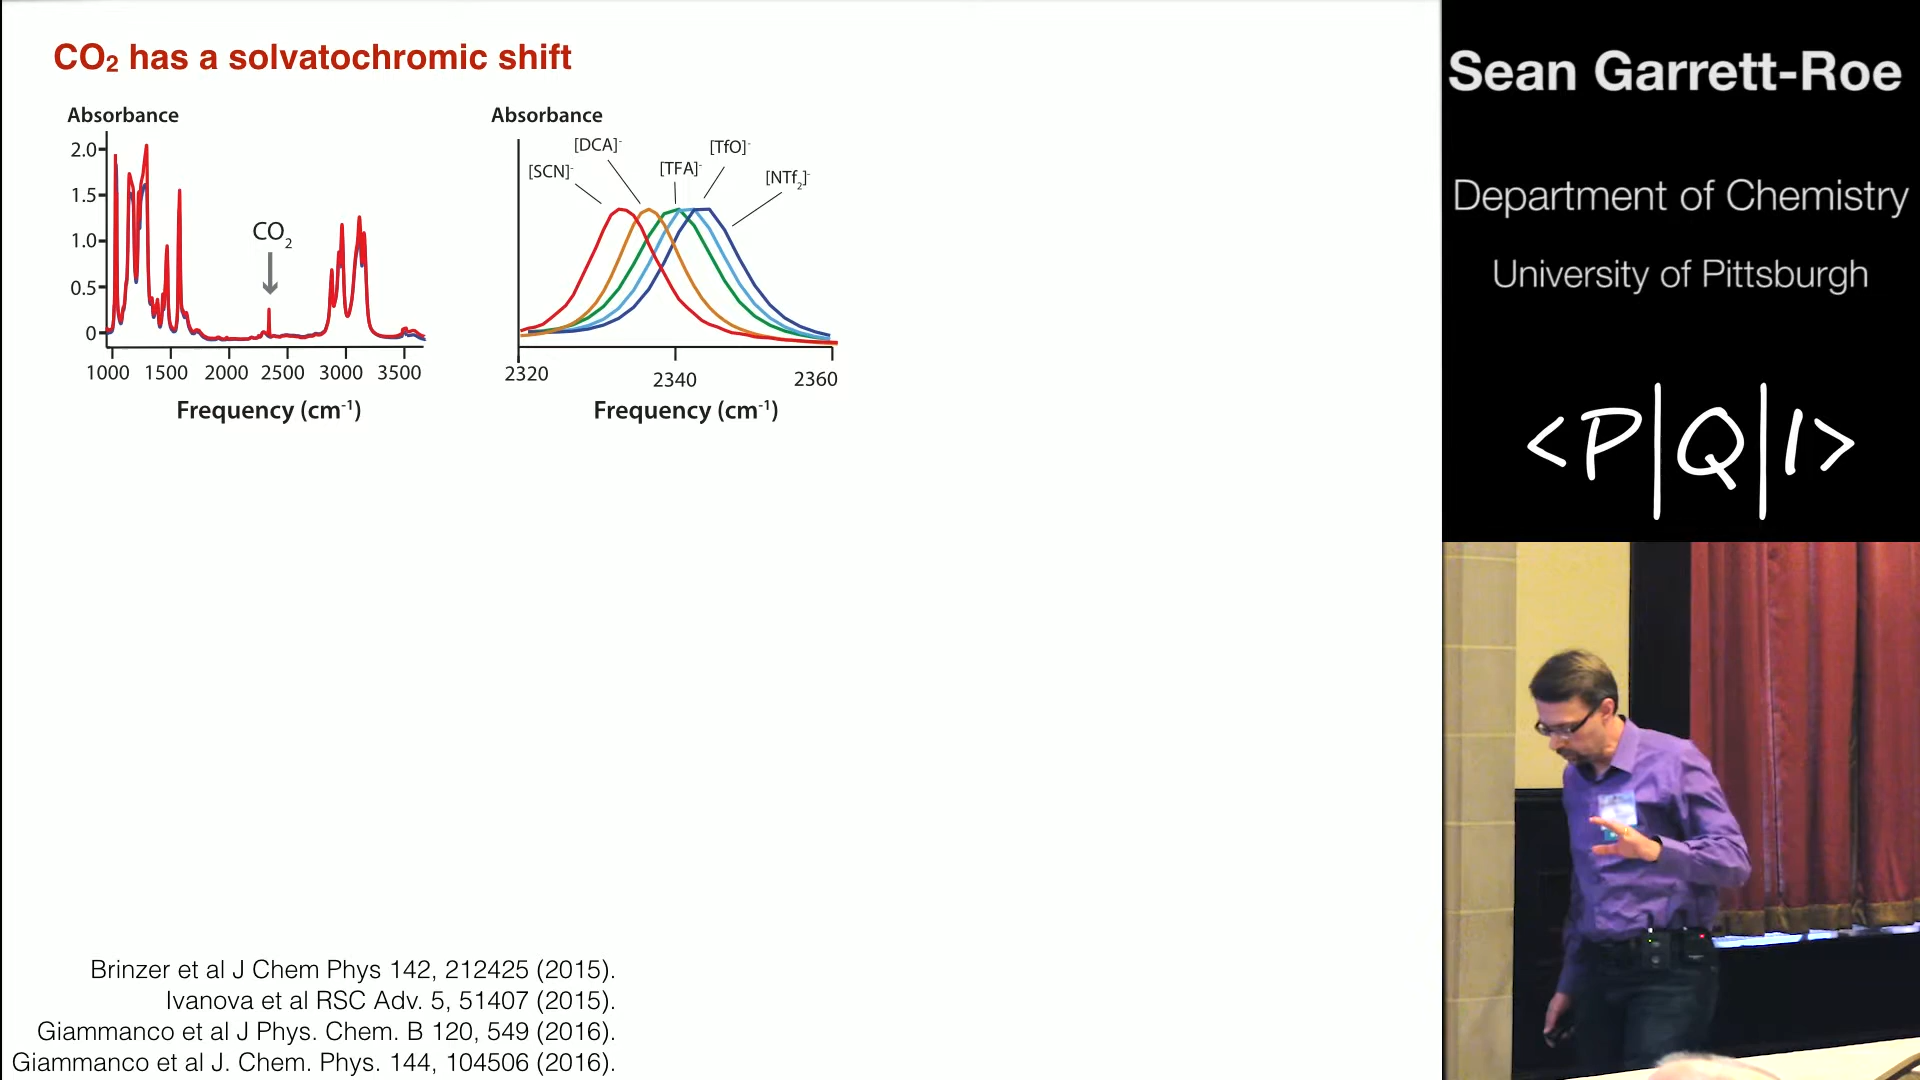 CO₂ has a solvatochromic shift
Absorbance
2.0
1.5
1.0
0.5
0
CO₂
1000 1500 2000 2500 3000 3500
Frequency (cm⁻¹)
Absorbance
[SCN]⁻
[DCA]⁻
[TFA]⁻
[TfO]⁻
[NTf₂]⁻
2320 2340 2360
Frequency (cm⁻¹)
Brinzer et al J Chem Phys 142, 212425 (2015).
Ivanova et al RSC Adv. 5, 51407 (2015).
Giammanco et al J Phys. Chem. B 120, 549 (2016).
Giammanco et al J. Chem. Phys. 144, 104506 (2016).
Sean Garrett-Roe
Department of Chemistry
University of Pittsburgh
<P|Q|I>